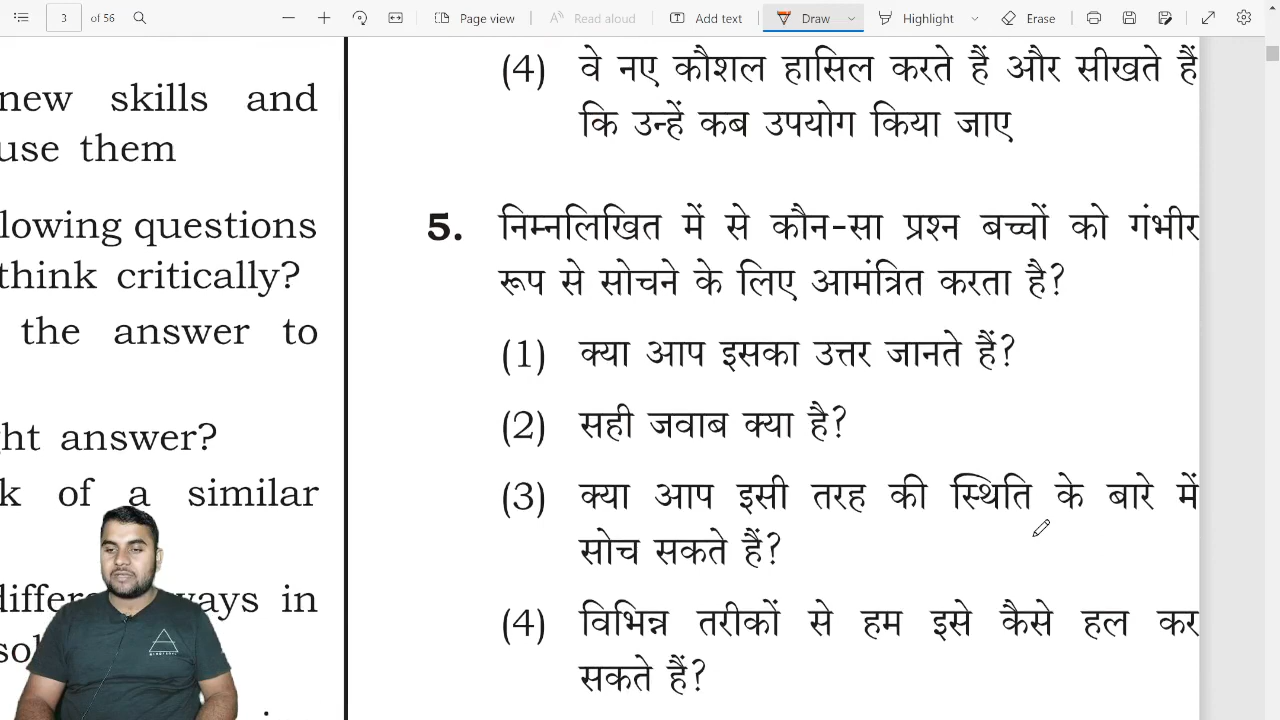 3 of 56 Page view Read aloud Add text Draw Highlight Erase
new skills and
use them
lowing questions
think critically?
the answer to
ht answer?
k of a similar
ways in
(4) वे नए कौशल हासिल करते हैं और सीखते हैं
कि उन्हें कब उपयोग किया जाए
5. निम्नलिखित में से कौन-सा प्रश्न बच्चों को गंभीर
रूप से सोचने के लिए आमंत्रित करता है?
(1) क्या आप इसका उत्तर जानते हैं?
(2) सही जवाब क्या है?
(3) क्या आप इसी तरह की स्थिति के बारे में
सोच सकते हैं?
(4) विभिन्न तरीकों से हम इसे कैसे हल कर
सकते हैं?